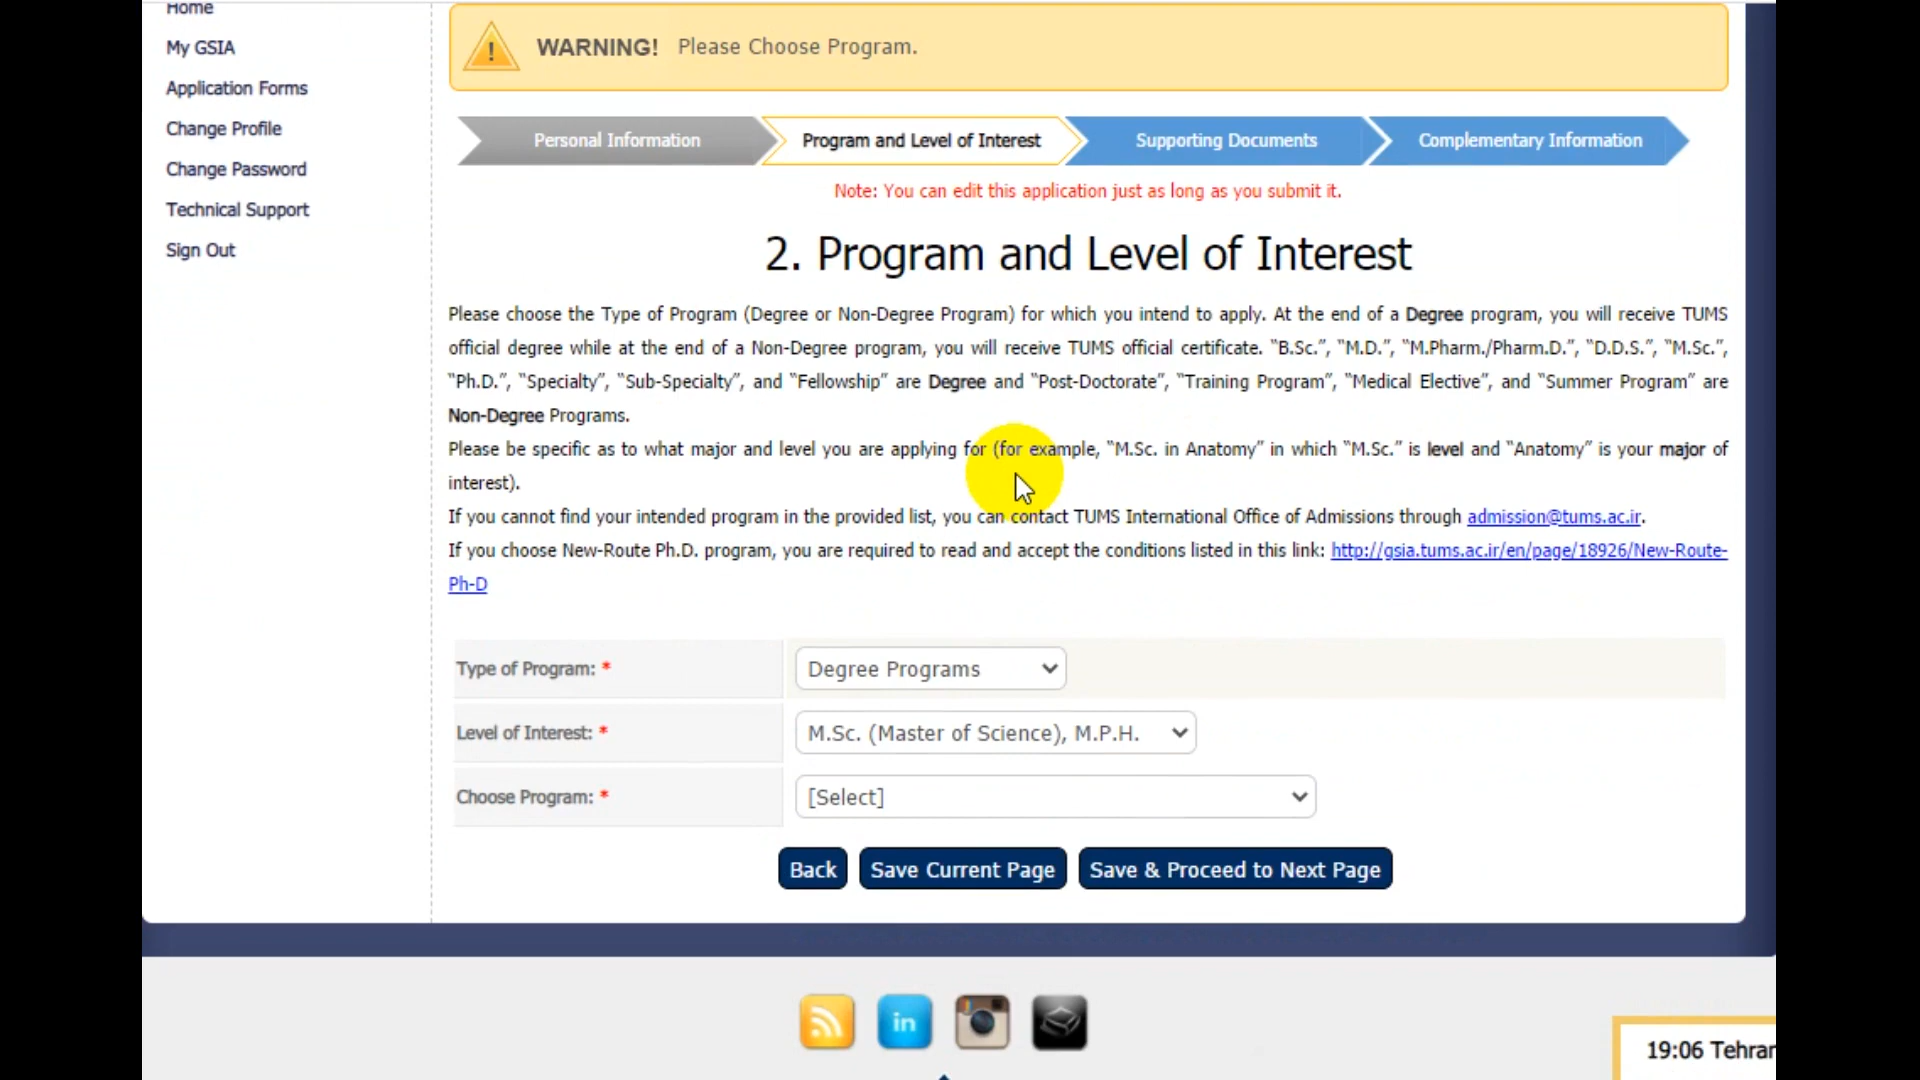 Home
My GSIA
Application Forms
Change Profile
Change Password
Technical Support
Sign Out
WARNING! Please Choose Program.
Personal Information
Program and Level of Interest
Supporting Documents
Complementary Information
Note: You can edit this application just as long as you submit it.
2. Program and Level of Interest
Please choose the Type of Program (Degree or Non-Degree Program) for which you intend to apply. At the end of a Degree program, you will receive TUMS
official degree while at the end of a Non-Degree program, you will receive TUMS official certificate. “B.Sc.”, “M.D.”, “M.Pharm./Pharm.D.”, “D.D.S.”, “M.Sc.”,
“Ph.D.”, “Specialty”, “Sub-Specialty”, and “Fellowship” are Degree and “Post-Doctorate”, “Training Program”, “Medical Elective”, and “Summer Program” are
Non-Degree Programs.
Please be specific as to what major and level you are applying for (for example, “M.Sc. in Anatomy” in which “M.Sc.” is level and “Anatomy” is your major of
interest).
If you cannot find your intended program in the provided list, you can contact TUMS International Office of Admissions through admission@tums.ac.ir.
If you choose New-Route Ph.D. program, you are required to read and accept the conditions listed in this link: http://gsia.tums.ac.ir/en/page/18926/New-Route-
Ph-D
Type of Program: * Degree Programs
Level of Interest: * M.Sc. (Master of Science), M.P.H.
Choose Program: * [Select]
Back
Save Current Page
Save & Proceed to Next Page
in
19:06 Tehran